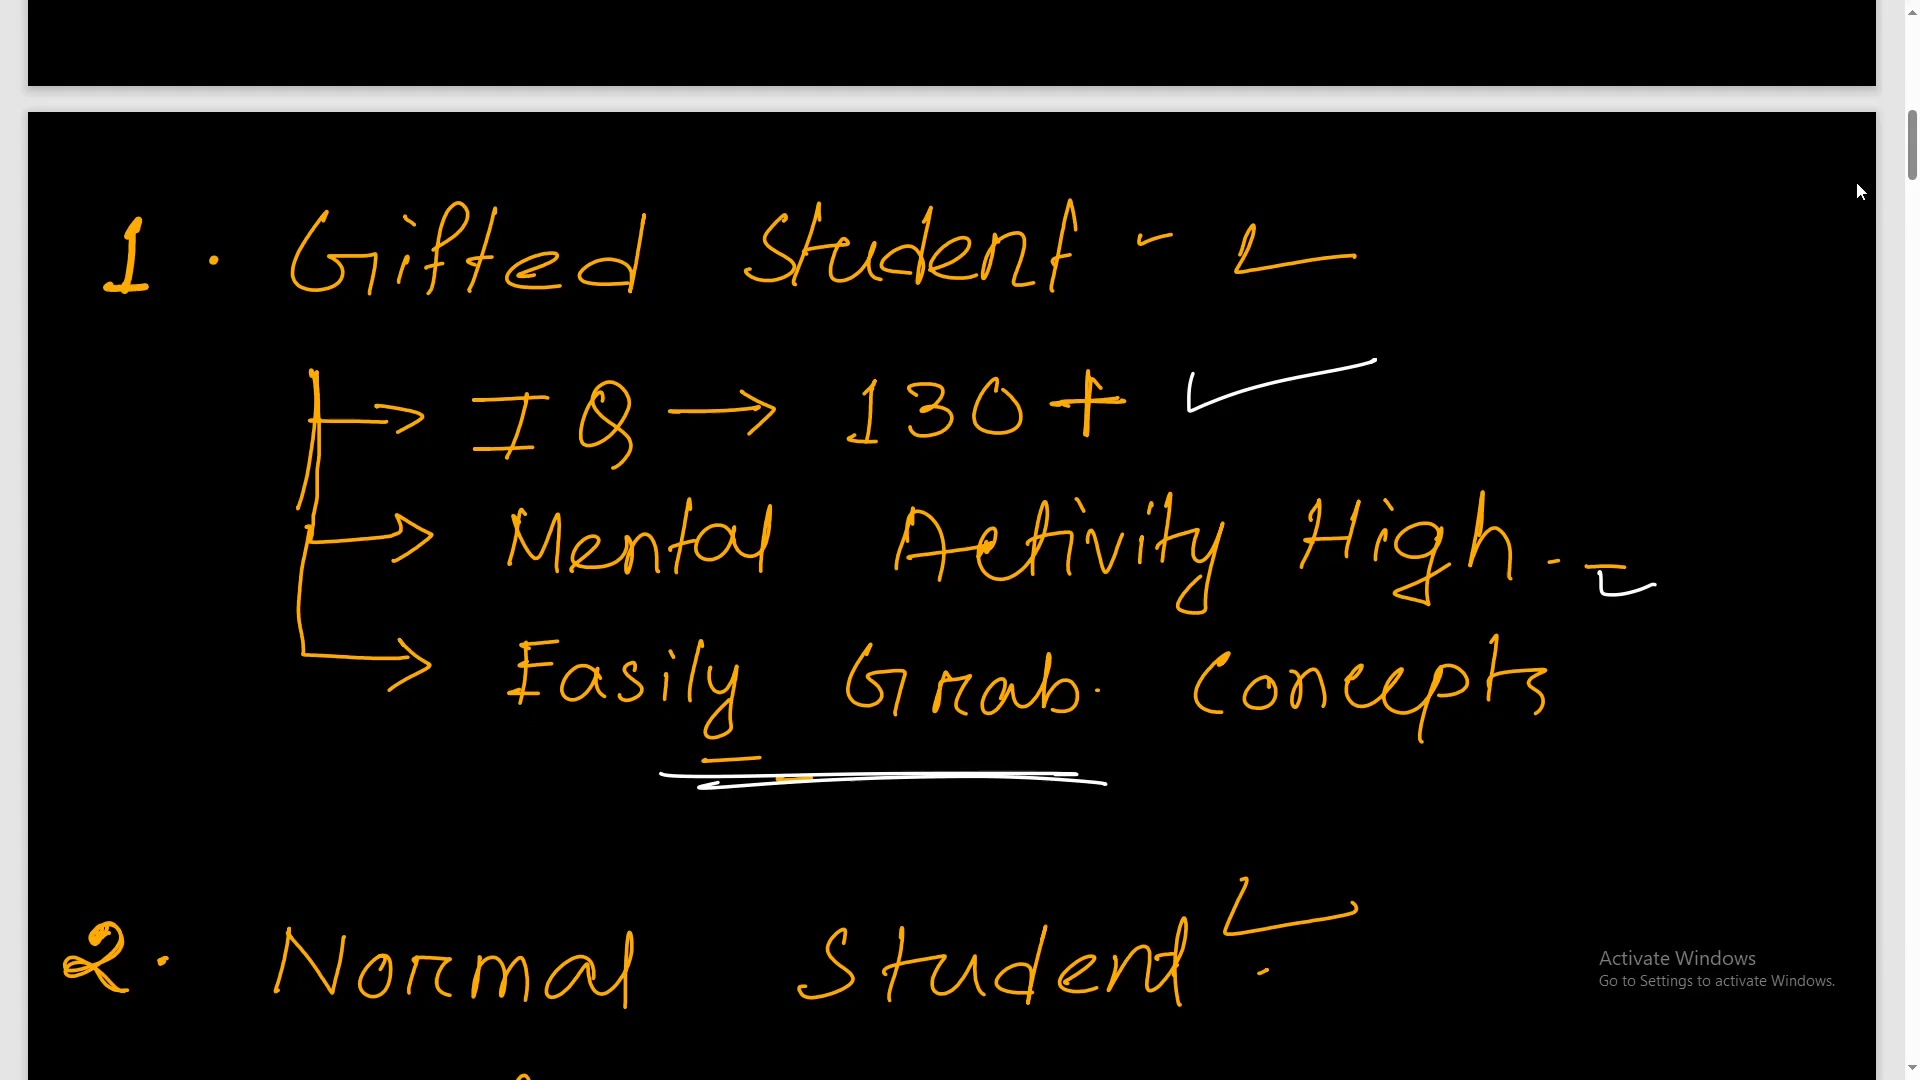 1. Gifted Student -
→ IQ → 130+
→ Mental Activity High.
→ Easily Grab. Concepts
2. Normal Student.
Activate Windows
Go to Settings to activate Windows.